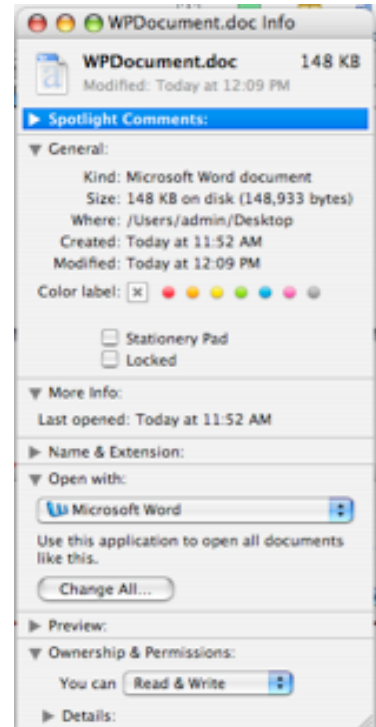 WPDocument.doc Info
WPDocument.doc 148 KB
Modified: Today at 12:09 PM
Spotlight Comments:
General:
Kind: Microsoft Word document
Size: 148 KB on disk (148,933 bytes)
Where: /Users/admin/Desktop
Created: Today at 11:52 AM
Modified: Today at 12:09 PM
Color label:
Stationery Pad
Locked
More Info:
Last opened: Today at 11:52 AM
Name & Extension:
Open with:
Microsoft Word
Use this application to open all documents
like this.
Change All...
Preview:
Ownership & Permissions:
You can Read & Write
Details: